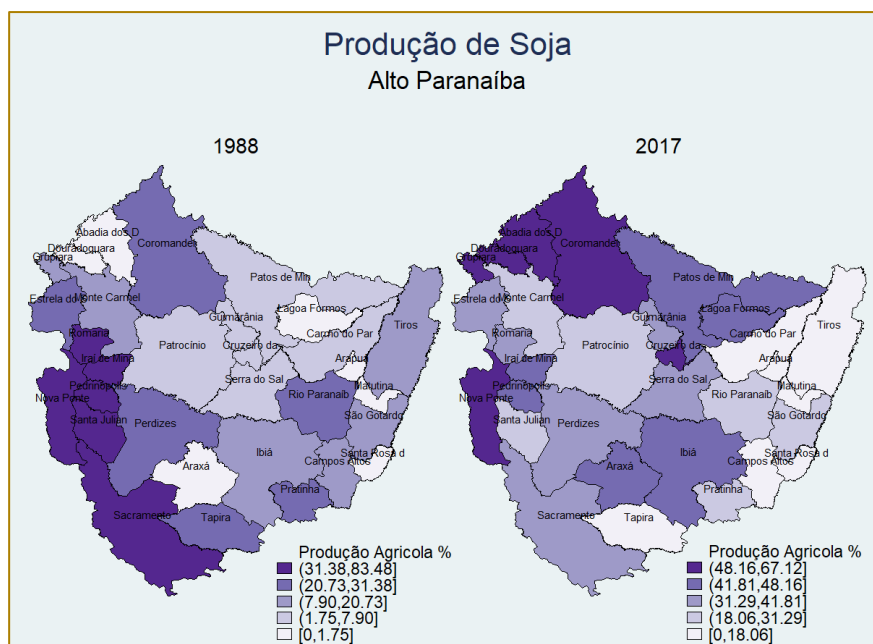 Produção de Soja
Alto Paranaíba
1988
Abadia dos D
Douradoquara
Grupiara
Coromandel
Estrela do S
Monte Carmel
Patos de Min
Lagoa Formos
Guimarânia
Carmo do Par
Tiros
Romaria
Cruzeiro da
Patrocínio
Iraí de Mina
Arapuá
Serra do Sal
Pedrinópolis
Matutina
Nova Ponte
Rio Paranaíb
Santa Julian
São Gotardo
Perdizes
Ibiá
Santa Rosa d
Campos Altos
Araxá
Pratinha
Sacramento
Tapira
Produção Agricola %
(31.38,83.48]
(20.73,31.38]
(7.90,20.73]
(1.75,7.90]
[0,1.75]
2017
Abadia dos D
Douradoquara
Grupiara
Coromandel
Estrela do S
Monte Carmel
Patos de Min
Lagoa Formos
Guimarânia
Carmo do Par
Tiros
Romaria
Cruzeiro da
Patrocínio
Iraí de Mina
Arapuá
Serra do Sal
Pedrinópolis
Matutina
Nova Ponte
Rio Paranaíb
Santa Julian
São Gotardo
Perdizes
Ibiá
Santa Rosa d
Campos Altos
Araxá
Pratinha
Sacramento
Tapira
Produção Agricola %
(48.16,67.12]
(41.81,48.16]
(31.29,41.81]
(18.06,31.29]
[0,18.06]